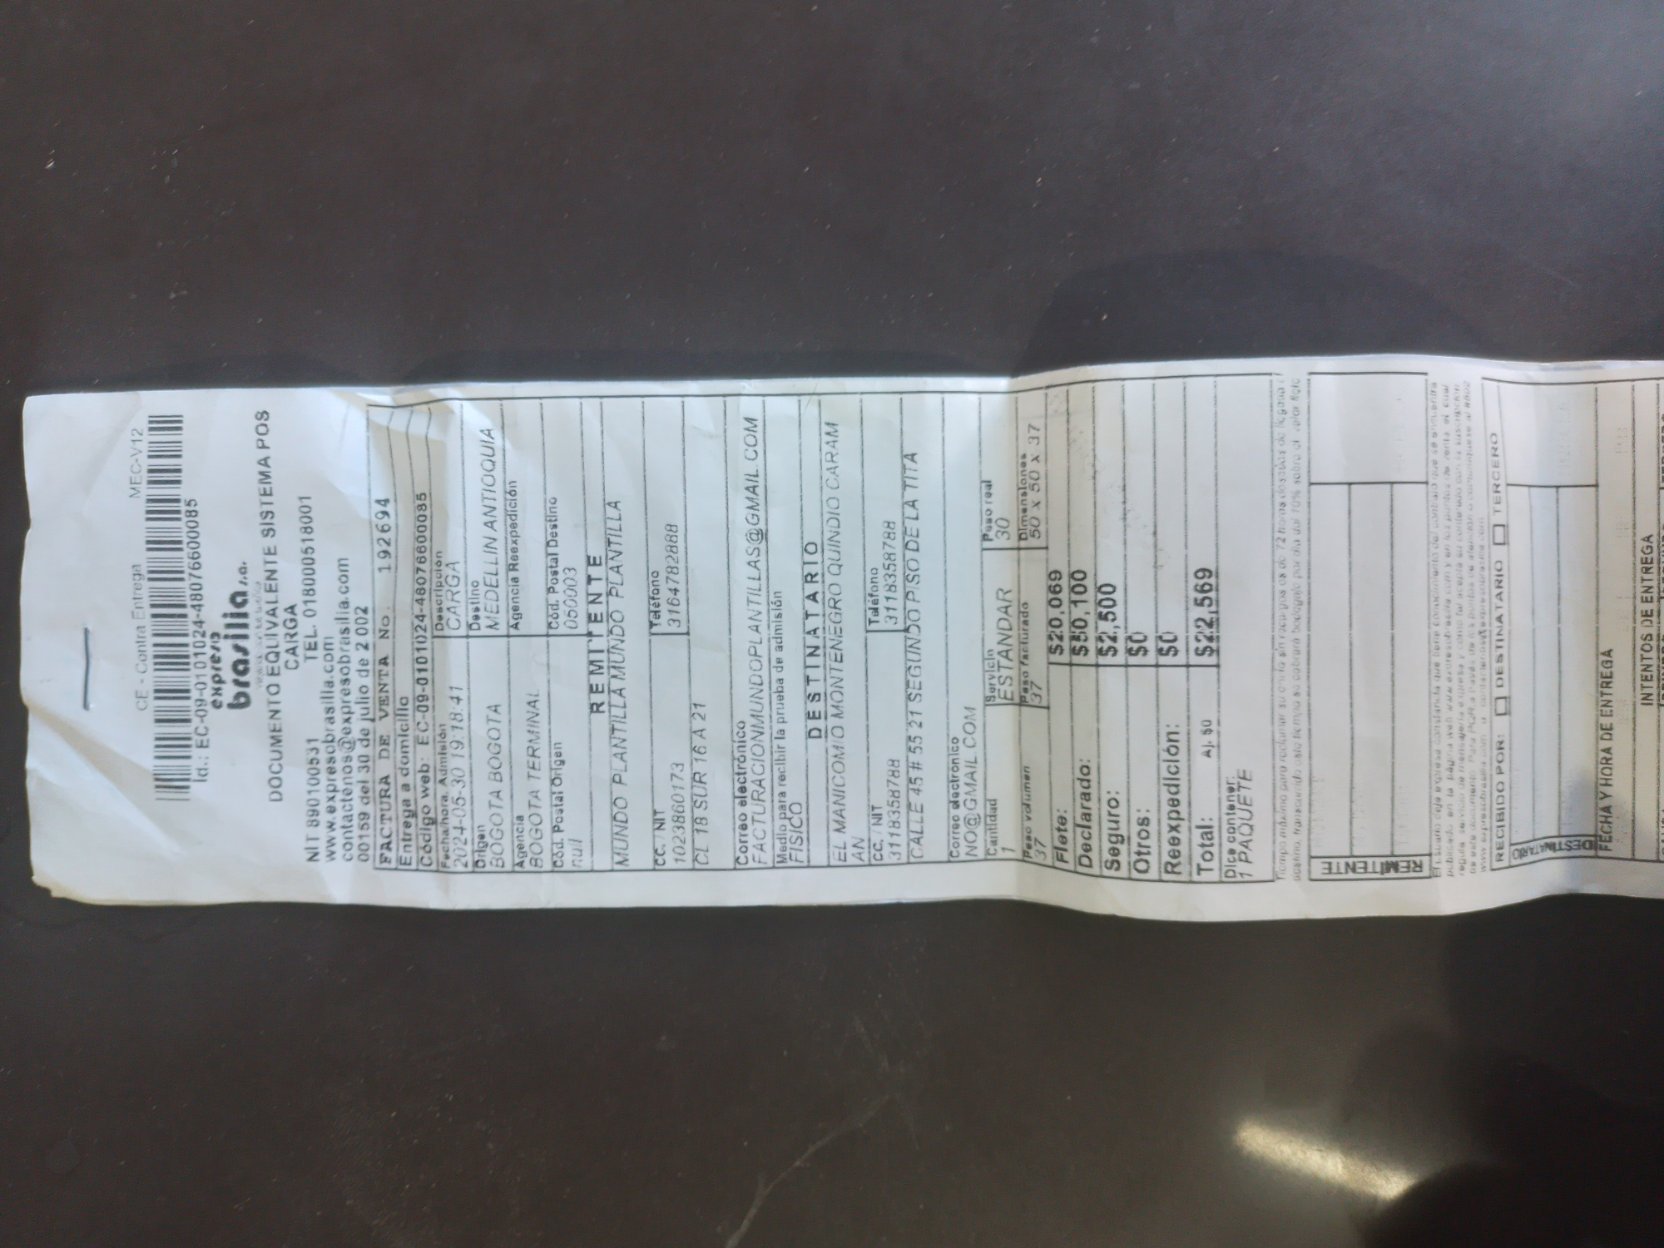 CE - Contra Entrega MEC-V12
Id.: EC-09-0101024-48076600085
expreso
brasilia s.a.
DOCUMENTO EQUIVALENTE SISTEMA POS
CARGA
NIT 890100531 TEL. 018000518001
www.expresobrasilia.com
contactenos@expresobrasilia.com
00159 del 30 de julio de 2 002
FACTURA DE VENTA No. 192694
Entrega a domicilio
Código web: EC-09-0101024-48076600085
Fecha/hora. Admisión Descripción
2024-05-30 19:18:41 CARGA
Origen Destino
BOGOTA BOGOTA MEDELLIN ANTIOQUIA
Agencia Agencia Reexpedición
BOGOTA TERMINAL
Cód. Postal Origen Cód. Postal Destino
null 050003
REMITENTE
MUNDO PLANTILLA MUNDO PLANTILLA
CC. / NIT Teléfono
1023860173 3164782888
CL 18 SUR 16 A 21
Correo electrónico
FACTURACIONMUNDOPLANTILLAS@GMAIL.COM
Medio para recibir la prueba de admisión
FISICO
DESTINATARIO
EL MANICOMIO MONTENEGRO QUINDIO CARAM
AN
CC. / NIT Teléfono
3118358788 3118358788
CALLE 45 # 55 21 SEGUNDO PISO DE LA TITA
Correo electrónico
NO@GMAIL.COM
Cantidad Servicio Peso real
1 ESTANDAR 30
Peso volumen Peso facturado Dimensiones
37 37 50 x 50 x 37
Flete: $20,069
Declarado: $50,100
Seguro: $2,500
Otros: $0
Reexpedición: $0
Total: Aj. 50 $22,569
Dice contener:
1 PAQUETE
REMITENTE
RECIBIDO POR: DESTINATARIO TERCERO
DESTINATARIO
FECHA Y HORA DE ENTREGA
INTENTOS DE ENTREGA